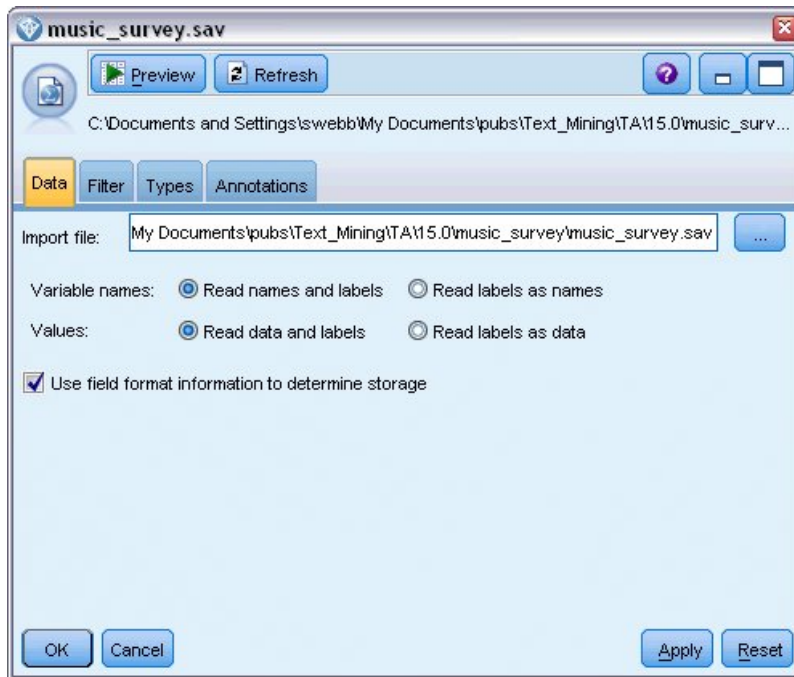 music_survey.sav
Preview Refresh
C:\Documents and Settings\swebb\My Documents\pubs\Text_Mining\TA\15.0\music_surv...
Data Filter Types Annotations
Import file: My Documents\pubs\Text_Mining\TA\15.0\music_survey\music_survey.sav ...
Variable names: Read names and labels Read labels as names
Values: Read data and labels Read labels as data
Use field format information to determine storage
OK Cancel Apply Reset